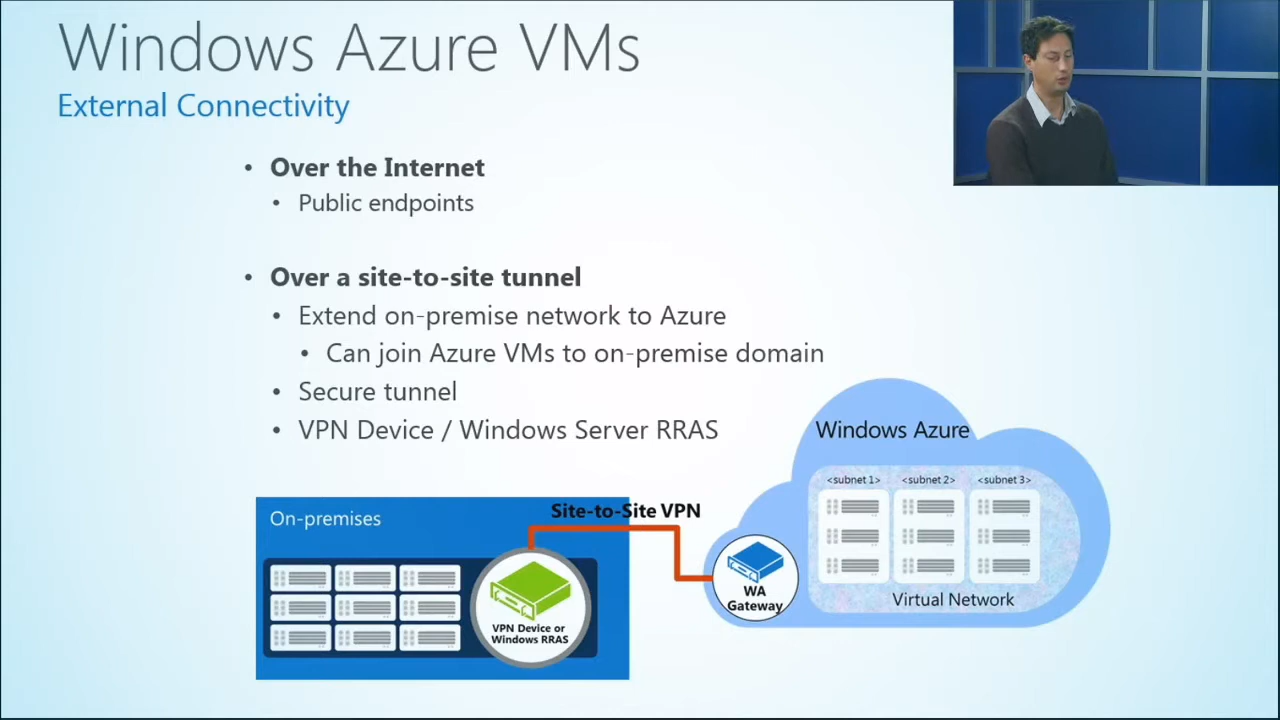 Windows Azure VMs
External Connectivity
• Over the Internet
• Public endpoints
• Over a site-to-site tunnel
• Extend on-premise network to Azure
• Can join Azure VMs to on-premise domain
• Secure tunnel
• VPN Device / Windows Server RRAS
Windows Azure
<subnet 1> <subnet 2> <subnet 3>
Site-to-Site VPN
On-premises
WA
Gateway
Virtual Network
VPN Device or
Windows RRAS